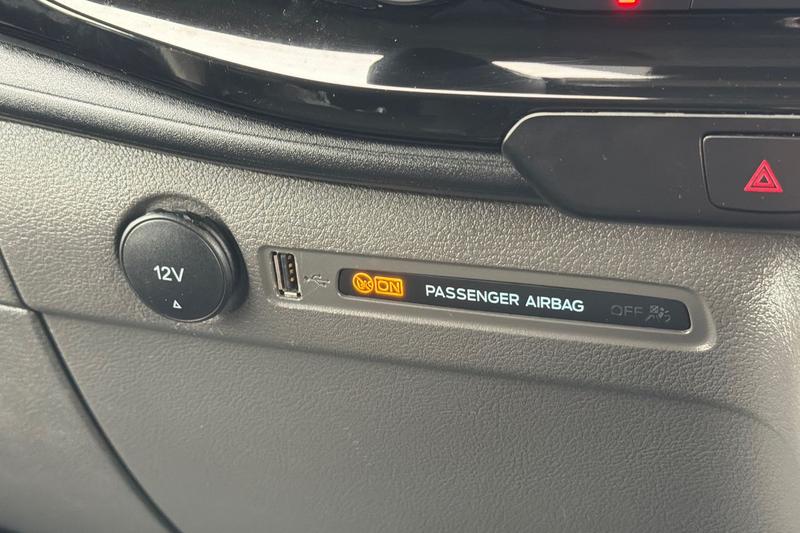 12V
ON PASSENGER AIRBAG OFF